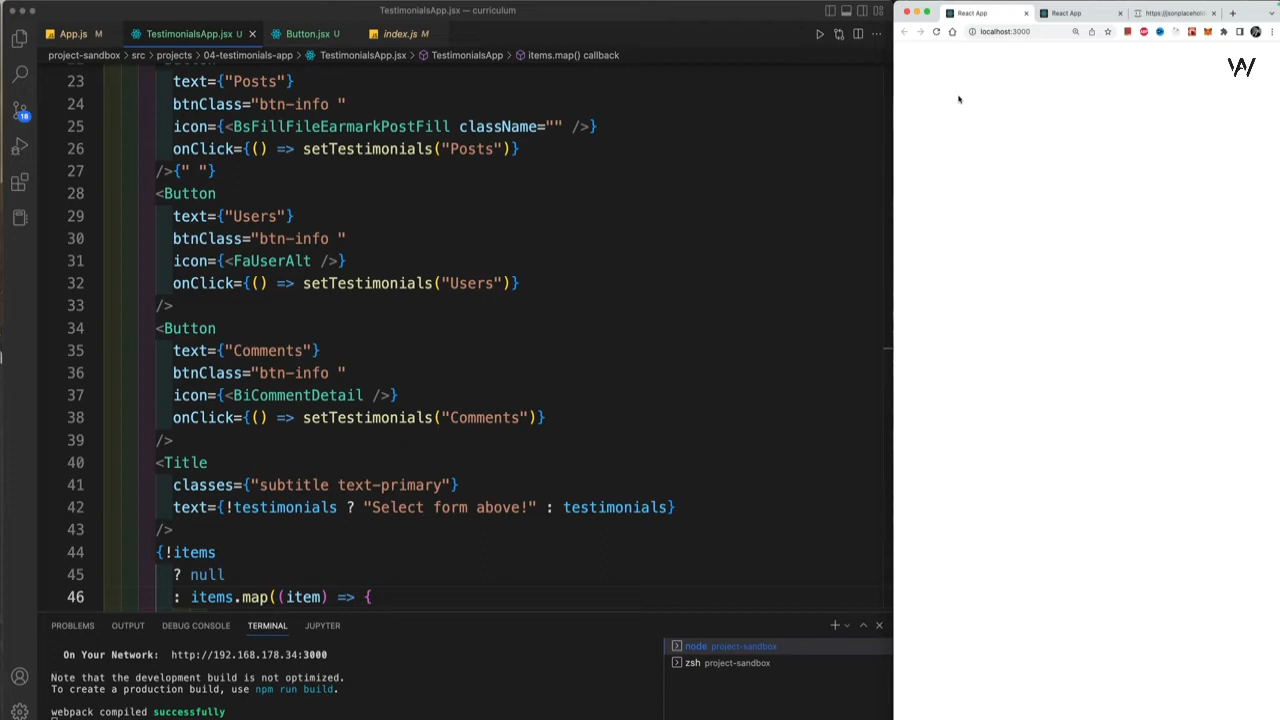 TestimonialsApp.jsx — curriculum
App.js M
TestimonialsApp.jsx U
Button.jsx U
index.js M
project-sandbox > src > projects > 04-testimonials-app > TestimonialsApp.jsx > TestimonialsApp > items.map() callback
23 text={"Posts"}
24 btnClass="btn-info "
25 icon={<BsFillFileEarmarkPostFill className="" />}
26 onClick={() => setTestimonials("Posts")}
27 />{" "}
28 <Button
29 text={"Users"}
30 btnClass="btn-info "
31 icon={<FaUserAlt />}
32 onClick={() => setTestimonials("Users")}
33 />
34 <Button
35 text={"Comments"}
36 btnClass="btn-info "
37 icon={<BiCommentDetail />}
38 onClick={() => setTestimonials("Comments")}
39 />
40 <Title
41 classes={"subtitle text-primary"}
42 text={!testimonials ? "Select form above!" : testimonials}
43 />
44 {!items
45 ? null
46 : items.map((item) => {
18
PROBLEMS OUTPUT DEBUG CONSOLE TERMINAL JUPYTER
On Your Network: http://192.168.178.34:3000
Note that the development build is not optimized.
To create a production build, use npm run build.
webpack compiled successfully
node project-sandbox
zsh project-sandbox
React App
React App
https://jsonplacehold
localhost:3000